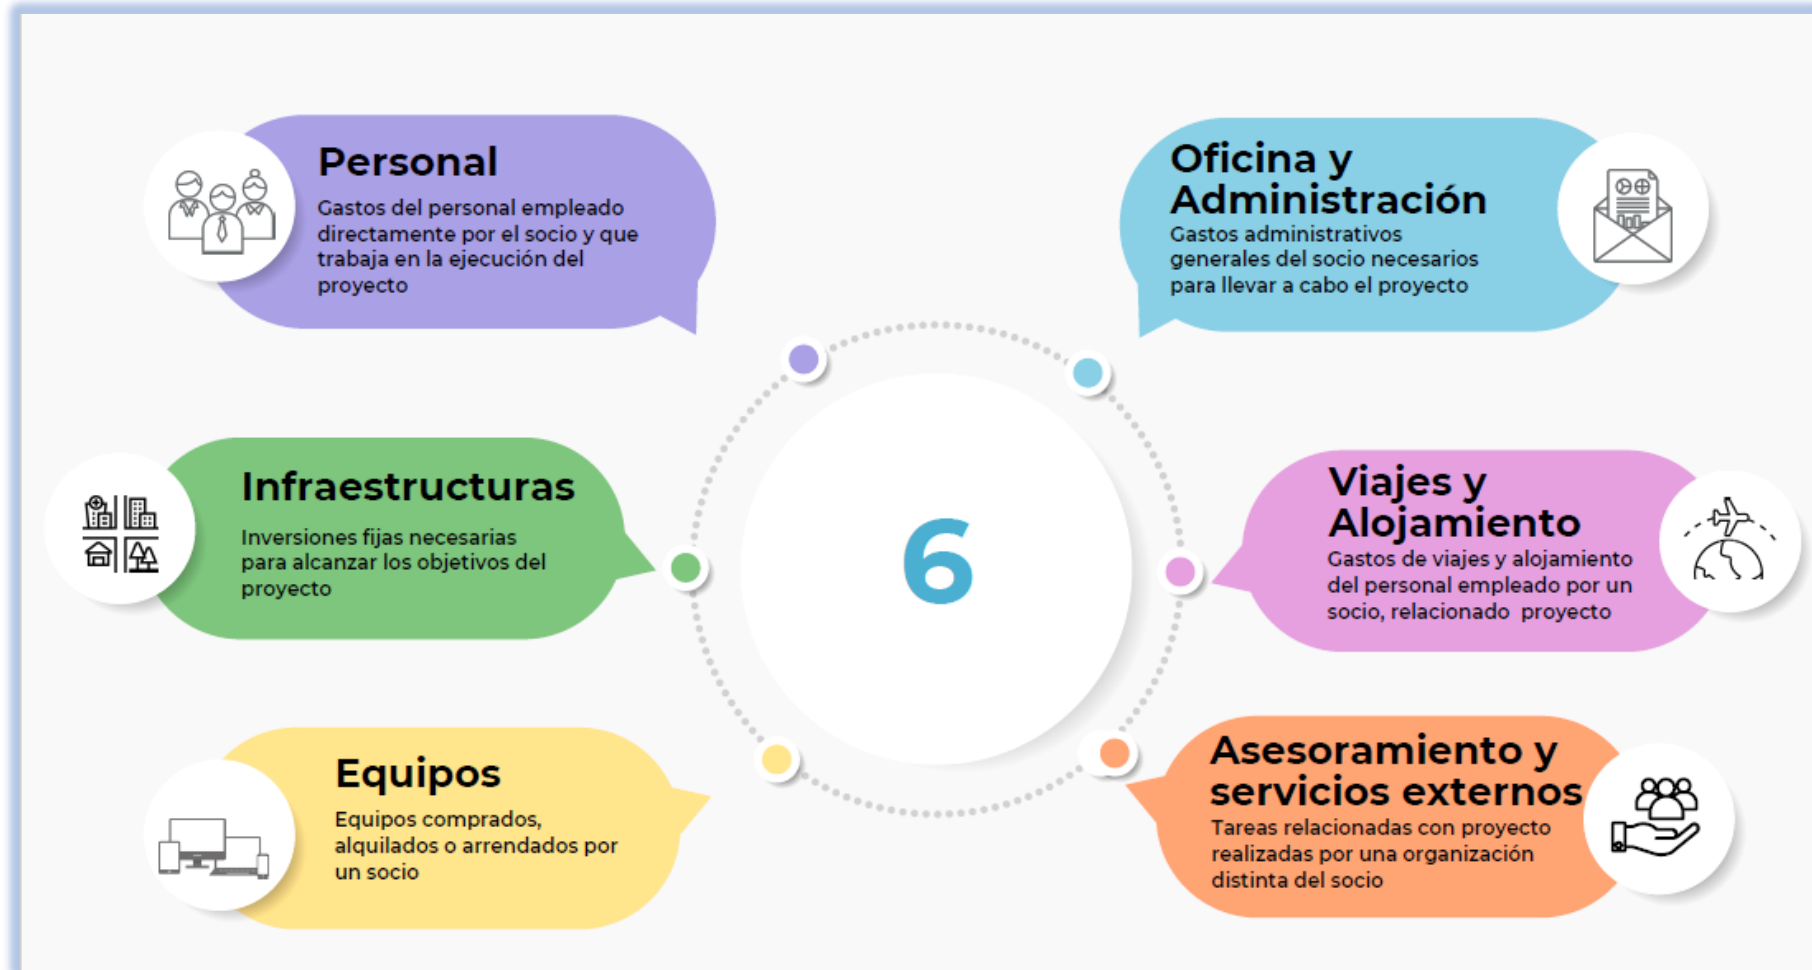 Personal
Gastos del personal empleado
directamente por el socio y que
trabaja en la ejecución del
proyecto
Oficina y
Administración
Gastos administrativos
generales del socio necesarios
para llevar a cabo el proyecto
Infraestructuras
Inversiones fijas necesarias
para alcanzar los objetivos del
proyecto
6
Viajes y
Alojamiento
Gastos de viajes y alojamiento
del personal empleado por un
socio, relacionado  proyecto
Equipos
Equipos comprados,
alquilados o arrendados por
un socio
Asesoramiento y
servicios externos
Tareas relacionadas con proyecto
realizadas por una organización
distinta del socio